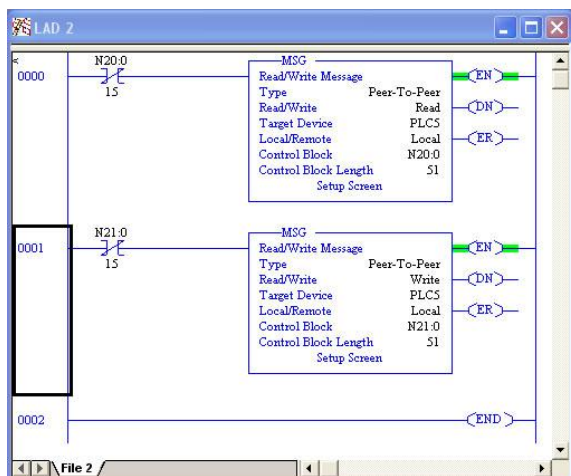 LAD 2
N20:0
15
0000
MSG
Read/Write Message
Type Peer-To-Peer
Read/Write Read
Target Device PLC5
Local/Remote Local
Control Block N20:0
Control Block Length 51
Setup Screen
EN
DN
ER
N21:0
15
0001
MSG
Read/Write Message
Type Peer-To-Peer
Read/Write Write
Target Device PLC5
Local/Remote Local
Control Block N21:0
Control Block Length 51
Setup Screen
EN
DN
ER
0002
END
File 2